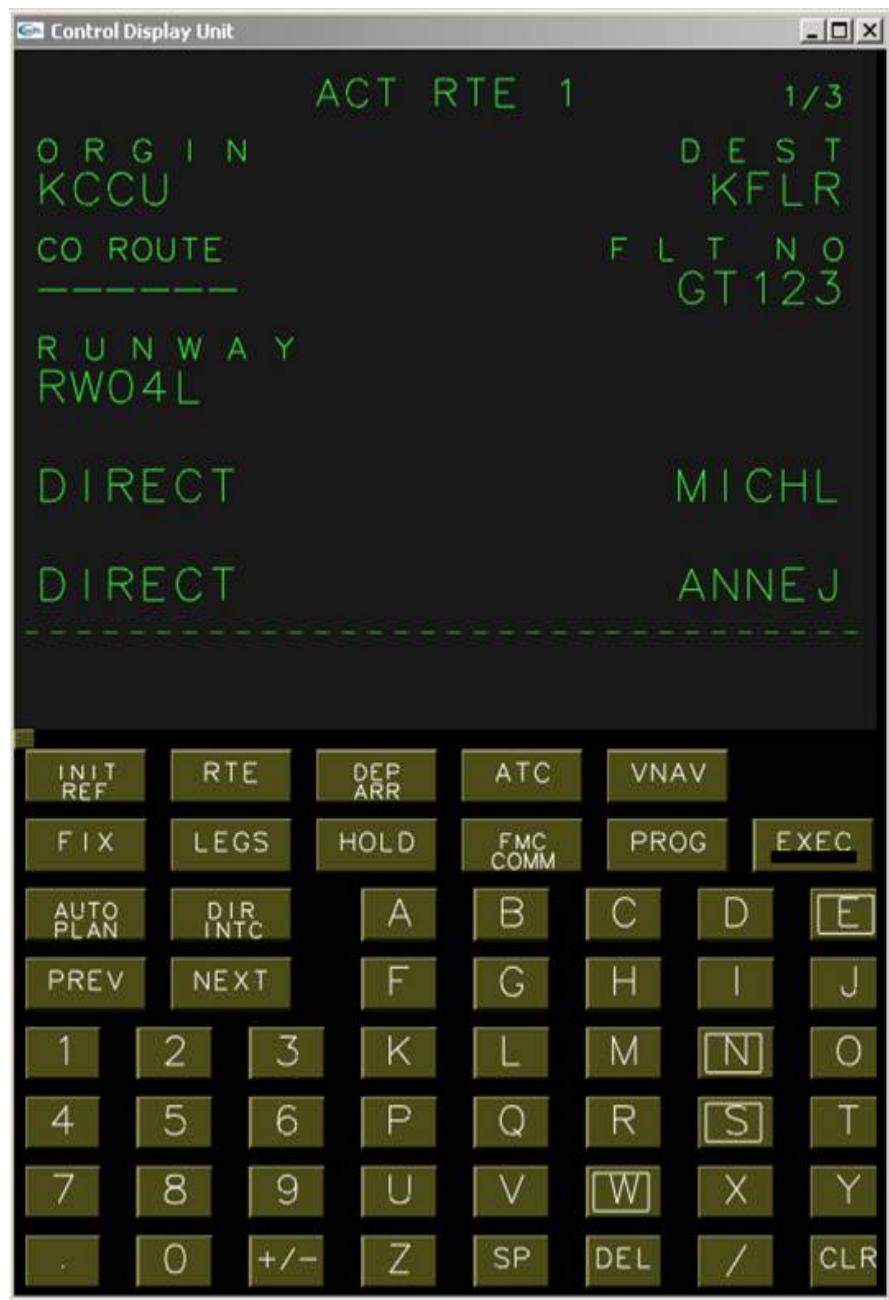 Control Display Unit
ACT RTE 1 1/3
ORGIN DEST
KCCU KFLR
CO ROUTE FLT NO
------ GT123
RUNWAY
RW04L
DIRECT MICHL
DIRECT ANNEJ
-------------------------
INIT REF RTE DEP ARR ATC VNAV
FIX LEGS HOLD FMC COMM PROG EXEC
AUTO PLAN DIR INTC A B C D E
PREV NEXT F G H I J
1 2 3 K L M N O
4 5 6 P Q R S T
7 8 9 U V W X Y
. 0 +/- Z SP DEL / CLR